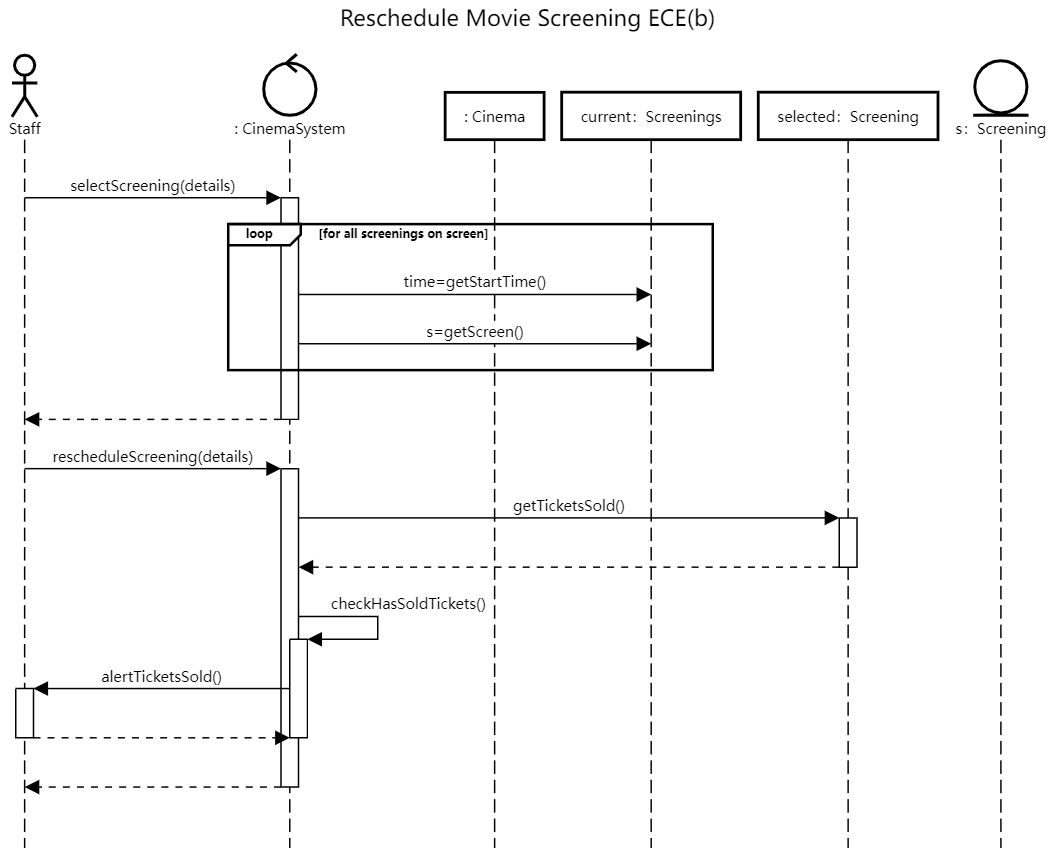 Reschedule Movie Screening ECE(b)
Staff
: CinemaSystem
: Cinema
current: Screenings
selected: Screening
s: Screening
selectScreening(details)
loop [for all screenings on screen]
time=getStartTime()
s=getScreen()
rescheduleScreening(details)
getTicketsSold()
checkHasSoldTickets()
alertTicketsSold()